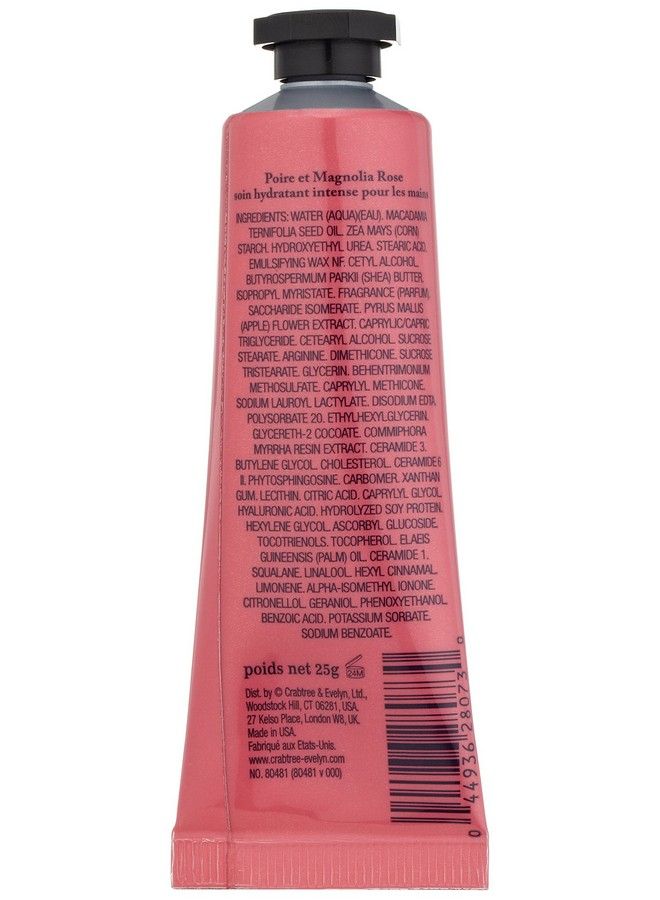 Poire et Magnolia Rose
soin hydratant intense pour les mains
INGREDIENTS: WATER (AQUA)(EAU). MACADAMIA
TERNIFOLIA SEED OIL. ZEA MAYS (CORN)
STARCH. HYDROXYETHYL UREA. STEARIC ACID.
EMULSIFYING WAX NF. CETYL ALCOHOL.
BUTYROSPERMUM PARKII (SHEA) BUTTER.
ISOPROPYL MYRISTATE. FRAGRANCE (PARFUM).
SACCHARIDE ISOMERATE. PYRUS MALUS
(APPLE) FLOWER EXTRACT. CAPRYLIC/CAPRIC
TRIGLYCERIDE. CETEARYL ALCOHOL. SUCROSE
STEARATE. ARGININE. DIMETHICONE. SUCROSE
TRISTEARATE. GLYCERIN. BEHENTRIMONIUM
METHOSULFATE. CAPRYLYL METHICONE.
SODIUM LAUROYL LACTYLATE. DISODIUM EDTA.
POLYSORBATE 20. ETHYLHEXYLGLYCERIN.
GLYCERETH-2 COCOATE. COMMIPHORA
MYRRHA RESIN EXTRACT. CERAMIDE 3.
BUTYLENE GLYCOL. CHOLESTEROL. CERAMIDE 6
II. PHYTOSPHINGOSINE. CARBOMER. XANTHAN
GUM. LECITHIN. CITRIC ACID. CAPRYLYL GLYCOL.
HYALURONIC ACID. HYDROLYZED SOY PROTEIN.
HEXYLENE GLYCOL. ASCORBYL GLUCOSIDE.
TOCOTRIENOLS. TOCOPHEROL. ELAEIS
GUINEENSIS (PALM) OIL. CERAMIDE 1.
SQUALANE. LINALOOL. HEXYL CINNAMAL.
LIMONENE. ALPHA-ISOMETHYL IONONE.
CITRONELLOL. GERANIOL. PHENOXYETHANOL.
BENZOIC ACID. POTASSIUM SORBATE.
SODIUM BENZOATE.
poids net 25g
24M
Dist. by © Crabtree & Evelyn, Ltd.,
Woodstock Hill, CT 06281, USA.
27 Kelso Place, London W8, UK.
Made in USA.
Fabriqué aux Etats-Unis.
www.crabtree-evelyn.com
NO. 80481 (80481 v 000)
0 44936 28073 0